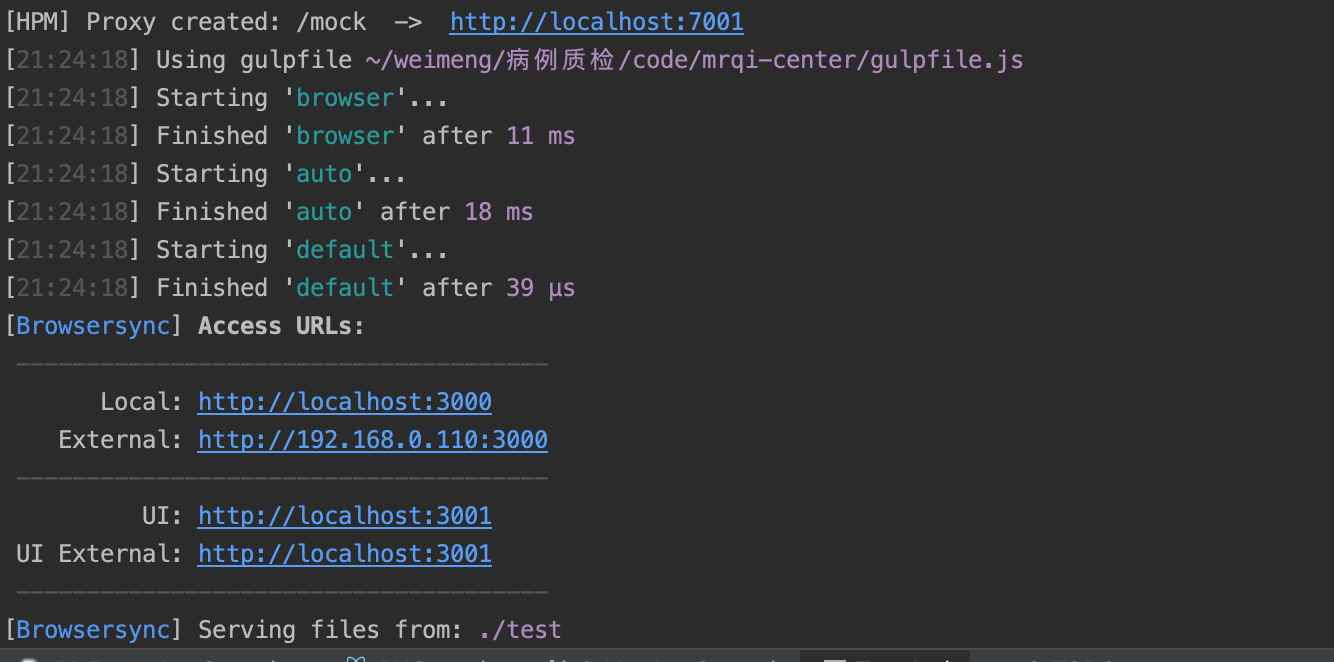 [HPM] Proxy created: /mock  ->  http://localhost:7001
[21:24:18] Using gulpfile ~/weimeng/病例质检/code/mrqi-center/gulpfile.js
[21:24:18] Starting 'browser'...
[21:24:18] Finished 'browser' after 11 ms
[21:24:18] Starting 'auto'...
[21:24:18] Finished 'auto' after 18 ms
[21:24:18] Starting 'default'...
[21:24:18] Finished 'default' after 39 μs
[Browsersync] Access URLs:
--------------------------------------
Local: http://localhost:3000
External: http://192.168.0.110:3000
--------------------------------------
UI: http://localhost:3001
UI External: http://localhost:3001
--------------------------------------
[Browsersync] Serving files from: ./test